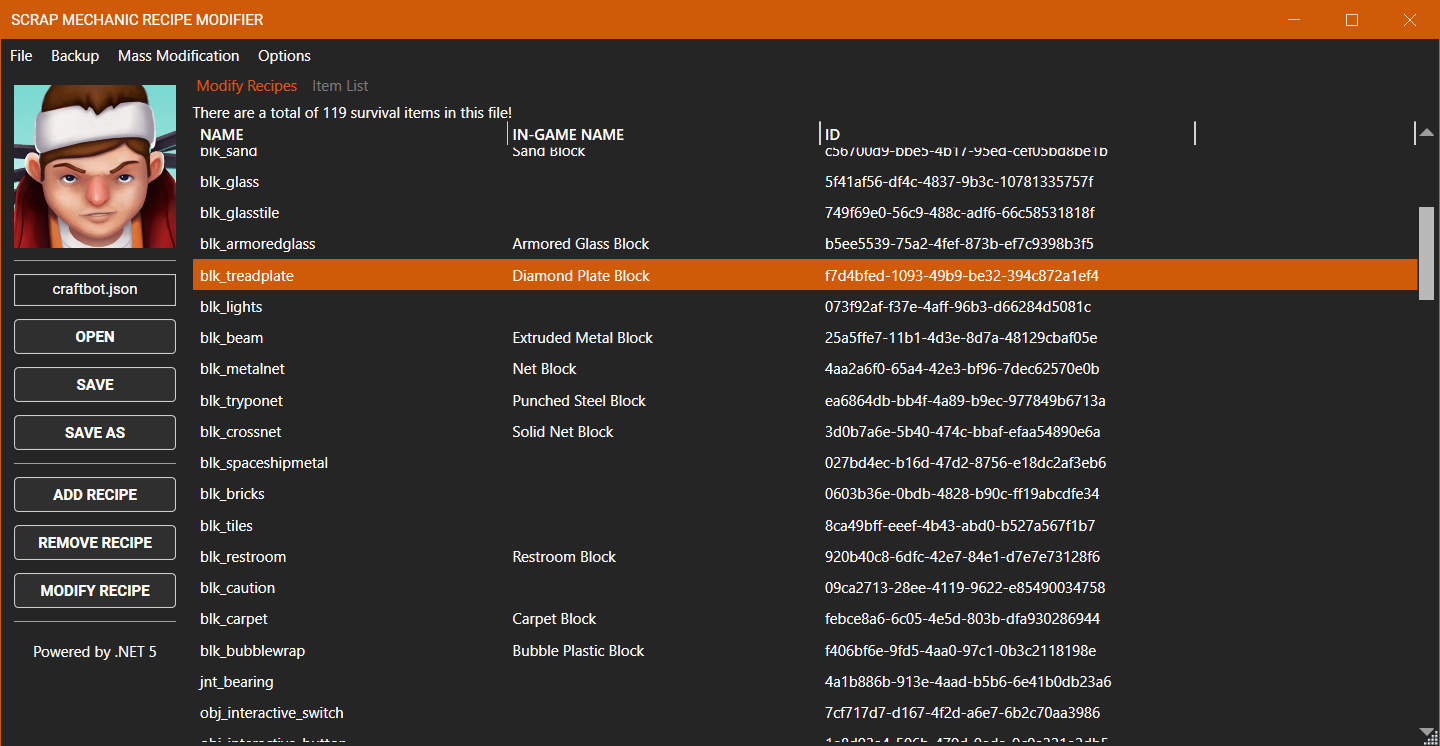 SCRAP MECHANIC RECIPE MODIFIER
File Backup Mass Modification Options
Modify Recipes Item List
There are a total of 119 survival items in this file!
NAME IN-GAME NAME ID
blk_sand Sand Block c56700d9-bbe5-4b17-95ed-cef05bd8be1b
blk_glass 5f41af56-df4c-4837-9b3c-10781335757f
blk_glasstile 749f69e0-56c9-488c-adf6-66c58531818f
blk_armoredglass Armored Glass Block b5ee5539-75a2-4fef-873b-ef7c9398b3f5
blk_treadplate Diamond Plate Block f7d4bfed-1093-49b9-be32-394c872a1ef4
blk_lights 073f92af-f37e-4aff-96b3-d66284d5081c
blk_beam Extruded Metal Block 25a5ffe7-11b1-4d3e-8d7a-48129cbaf05e
blk_metalnet Net Block 4aa2a6f0-65a4-42e3-bf96-7dec62570e0b
blk_tryponet Punched Steel Block ea6864db-bb4f-4a89-b9ec-977849b6713a
blk_crossnet Solid Net Block 3d0b7a6e-5b40-474c-bbaf-efaa54890e6a
blk_spaceshipmetal 027bd4ec-b16d-47d2-8756-e18dc2af3eb6
blk_bricks 0603b36e-0bdb-4828-b90c-ff19abcdfe34
blk_tiles 8ca49bff-eeef-4b43-abd0-b527a567f1b7
blk_restroom Restroom Block 920b40c8-6dfc-42e7-84e1-d7e7e73128f6
blk_caution 09ca2713-28ee-4119-9622-e85490034758
blk_carpet Carpet Block febce8a6-6c05-4e5d-803b-dfa930286944
blk_bubblewrap Bubble Plastic Block f406bf6e-9fd5-4aa0-97c1-0b3c2118198e
jnt_bearing 4a1b886b-913e-4aad-b5b6-6e41b0db23a6
obj_interactive_switch 7cf717d7-d167-4f2d-a6e7-6b2c70aa3986
craftbot.json
OPEN
SAVE
SAVE AS
ADD RECIPE
REMOVE RECIPE
MODIFY RECIPE
Powered by .NET 5